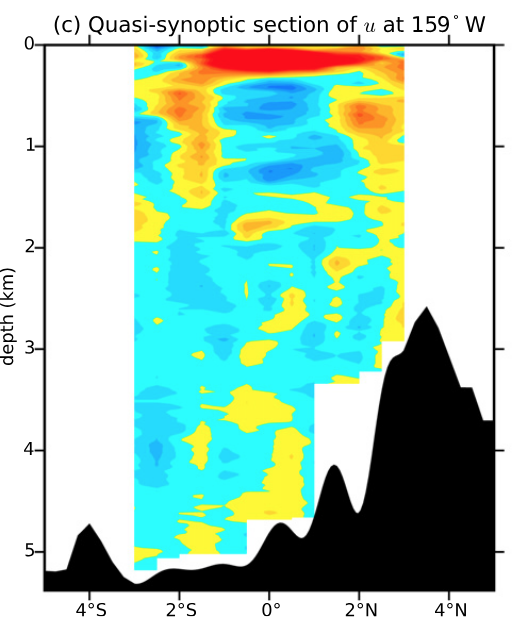 (c) Quasi-synoptic section of u at 159°W
0
1
2
3
4
5
depth (km)
4°S
2°S
0°
2°N
4°N